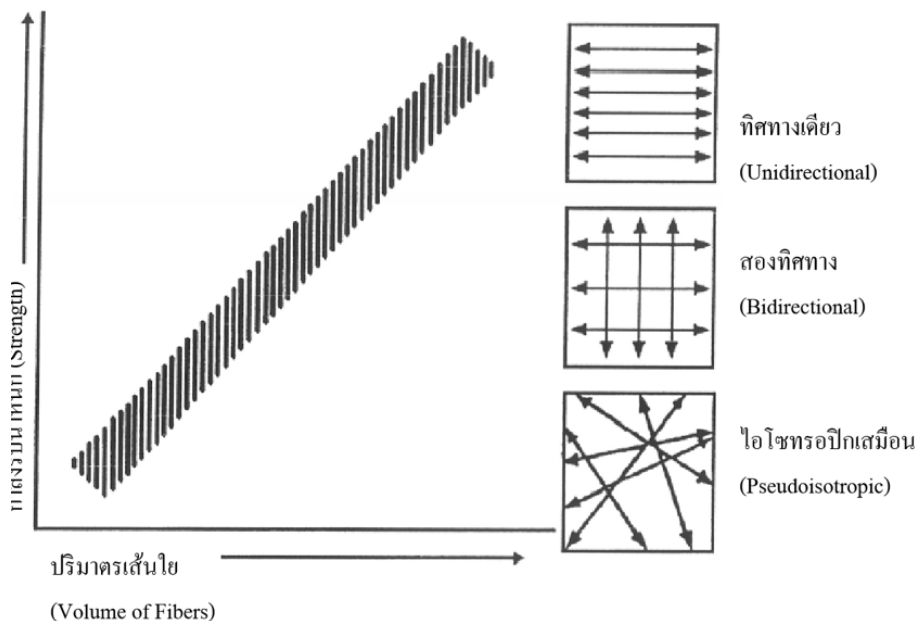 (Strength)
ทิศทางเดียว
(Unidirectional)
สองทิศทาง
(Bidirectional)
ไอโซทรอปิกเสมือน
(Pseudoisotropic)
ปริมาตรเส้นใย
(Volume of Fibers)